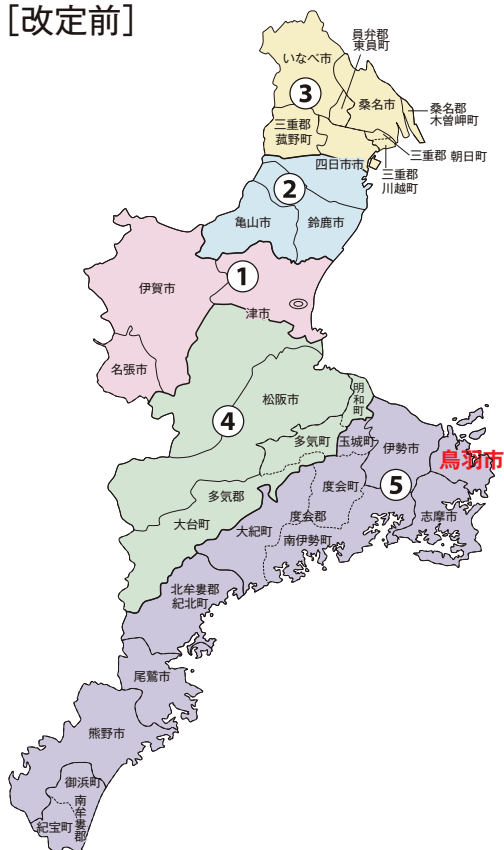 [改定前]
員弁郡
東員町
いなべ市
桑名市
③
桑名郡
木曽岬町
三重郡
菰野町
三重郡 朝日町
四日市市
三重郡
川越町
②
亀山市
鈴鹿市
①
伊賀市
津市
名張市
明和町
松阪市
④
多気町
玉城町
伊勢市
鳥羽市
⑤
度会町
多気郡
度会郡
志摩市
大台町
大紀町
南伊勢町
北牟婁郡
紀北町
尾鷲市
熊野市
御浜町
南牟婁郡
紀宝町